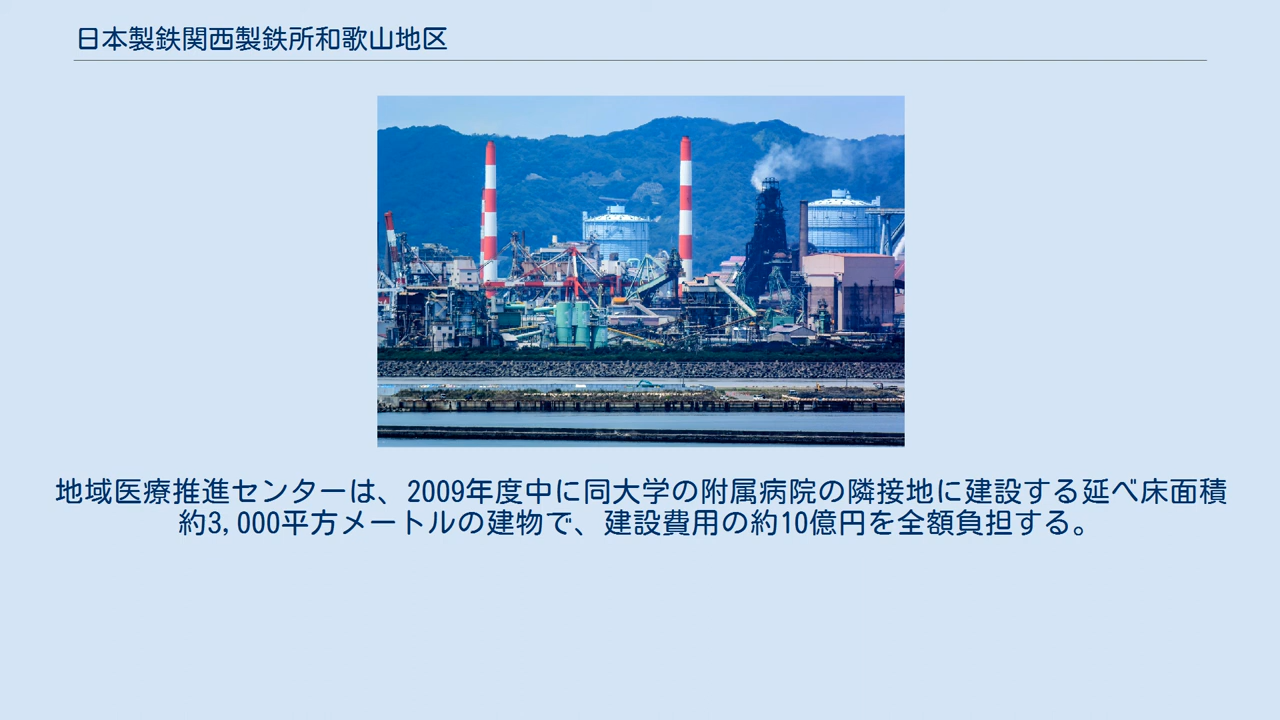 日本製鉄関西製鉄所和歌山地区
地域医療推進センターは、2009年度中に同大学の附属病院の隣接地に建設する延べ床面積
約3,000平方メートルの建物で、建設費用の約10億円を全額負担する。